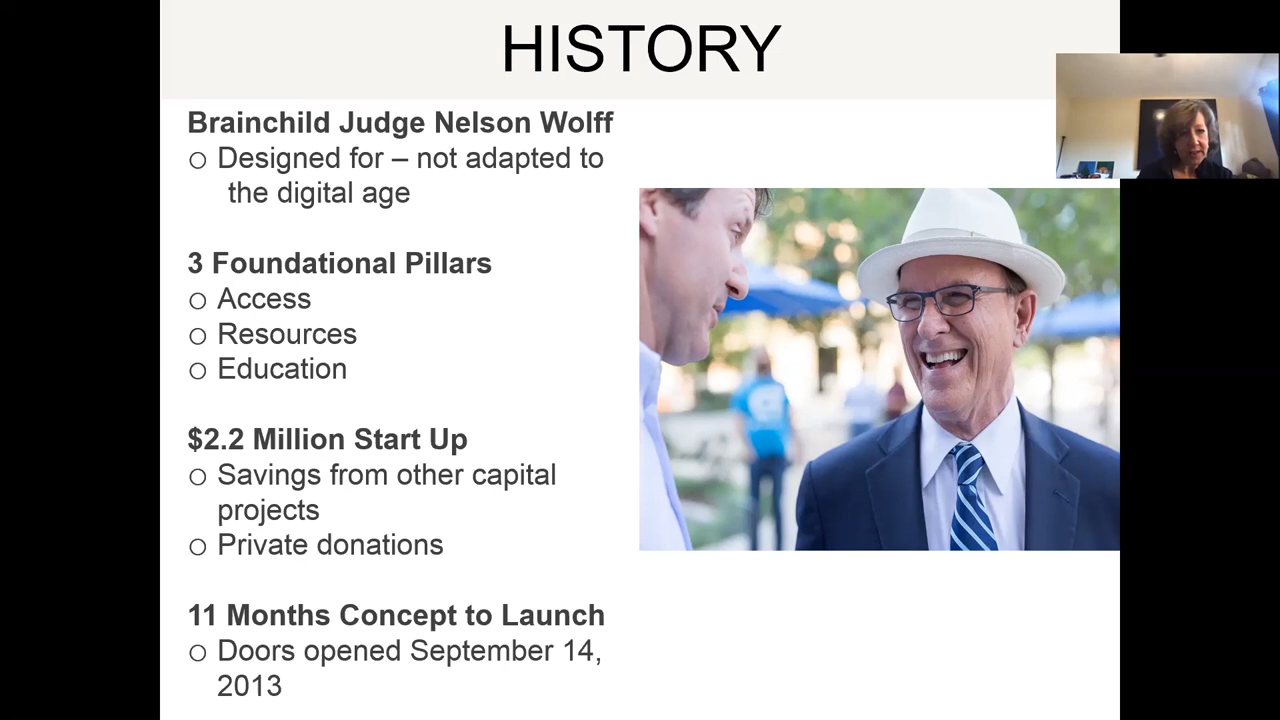 HISTORY
Brainchild Judge Nelson Wolff
○ Designed for – not adapted to
the digital age
3 Foundational Pillars
○ Access
○ Resources
○ Education
$2.2 Million Start Up
○ Savings from other capital
projects
○ Private donations
11 Months Concept to Launch
○ Doors opened September 14,
2013